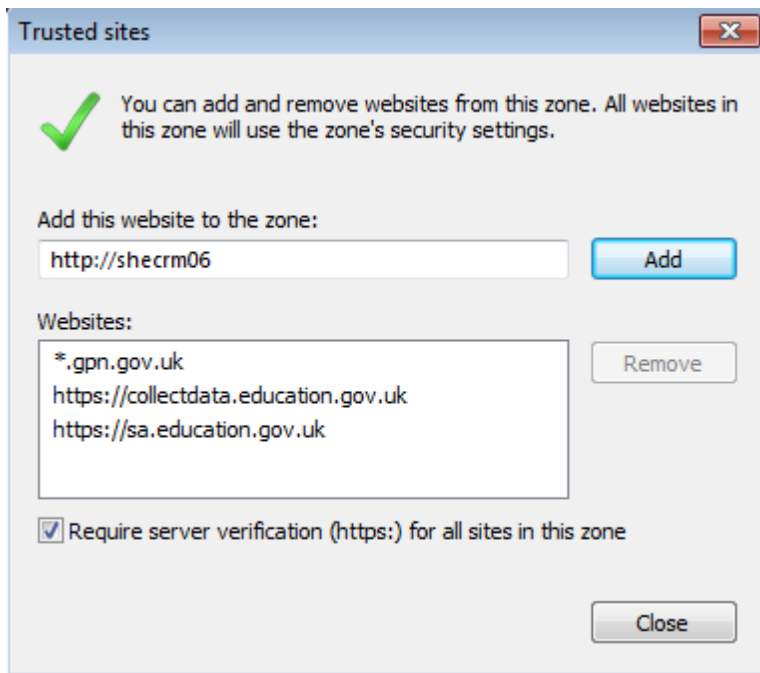 Trusted sites
You can add and remove websites from this zone. All websites in
this zone will use the zone's security settings.
Add this website to the zone:
http://shecrm06
Add
Websites:
*.gpn.gov.uk
Remove
https://collectdata.education.gov.uk
https://sa.education.gov.uk
Require server verification (https:) for all sites in this zone
Close